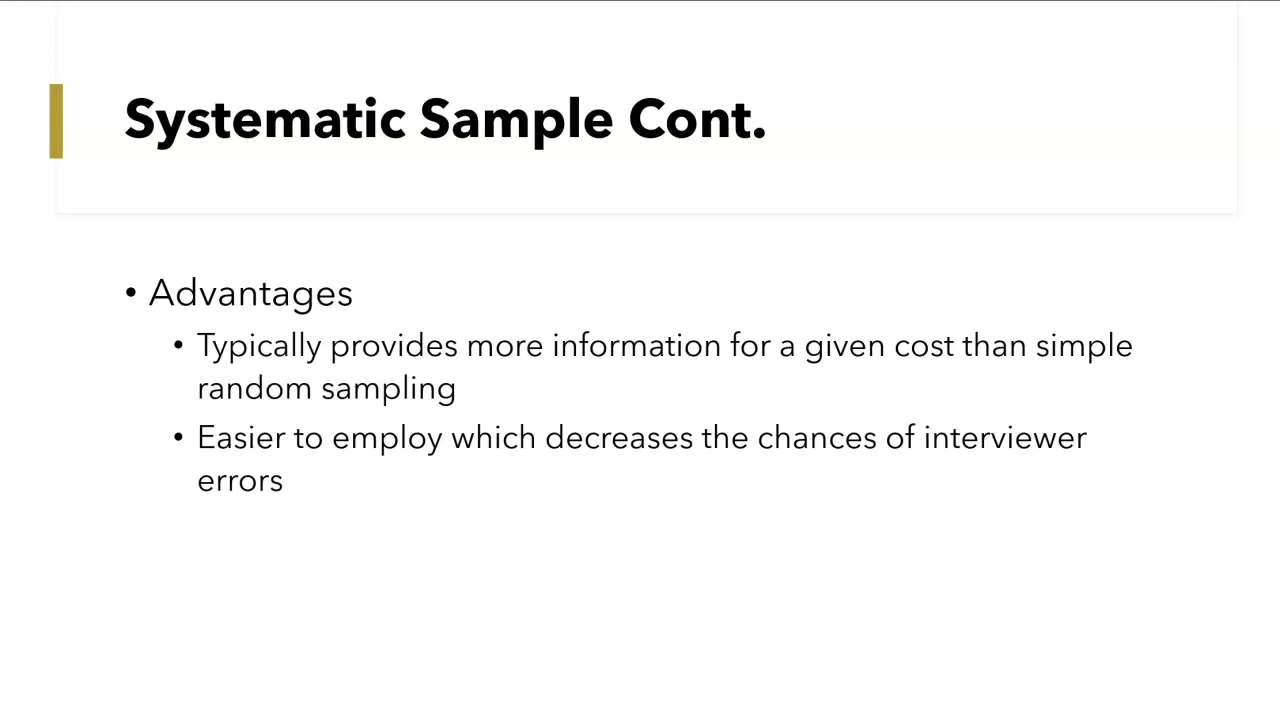 Systematic Sample Cont.
• Advantages
• Typically provides more information for a given cost than simple
random sampling
• Easier to employ which decreases the chances of interviewer
errors